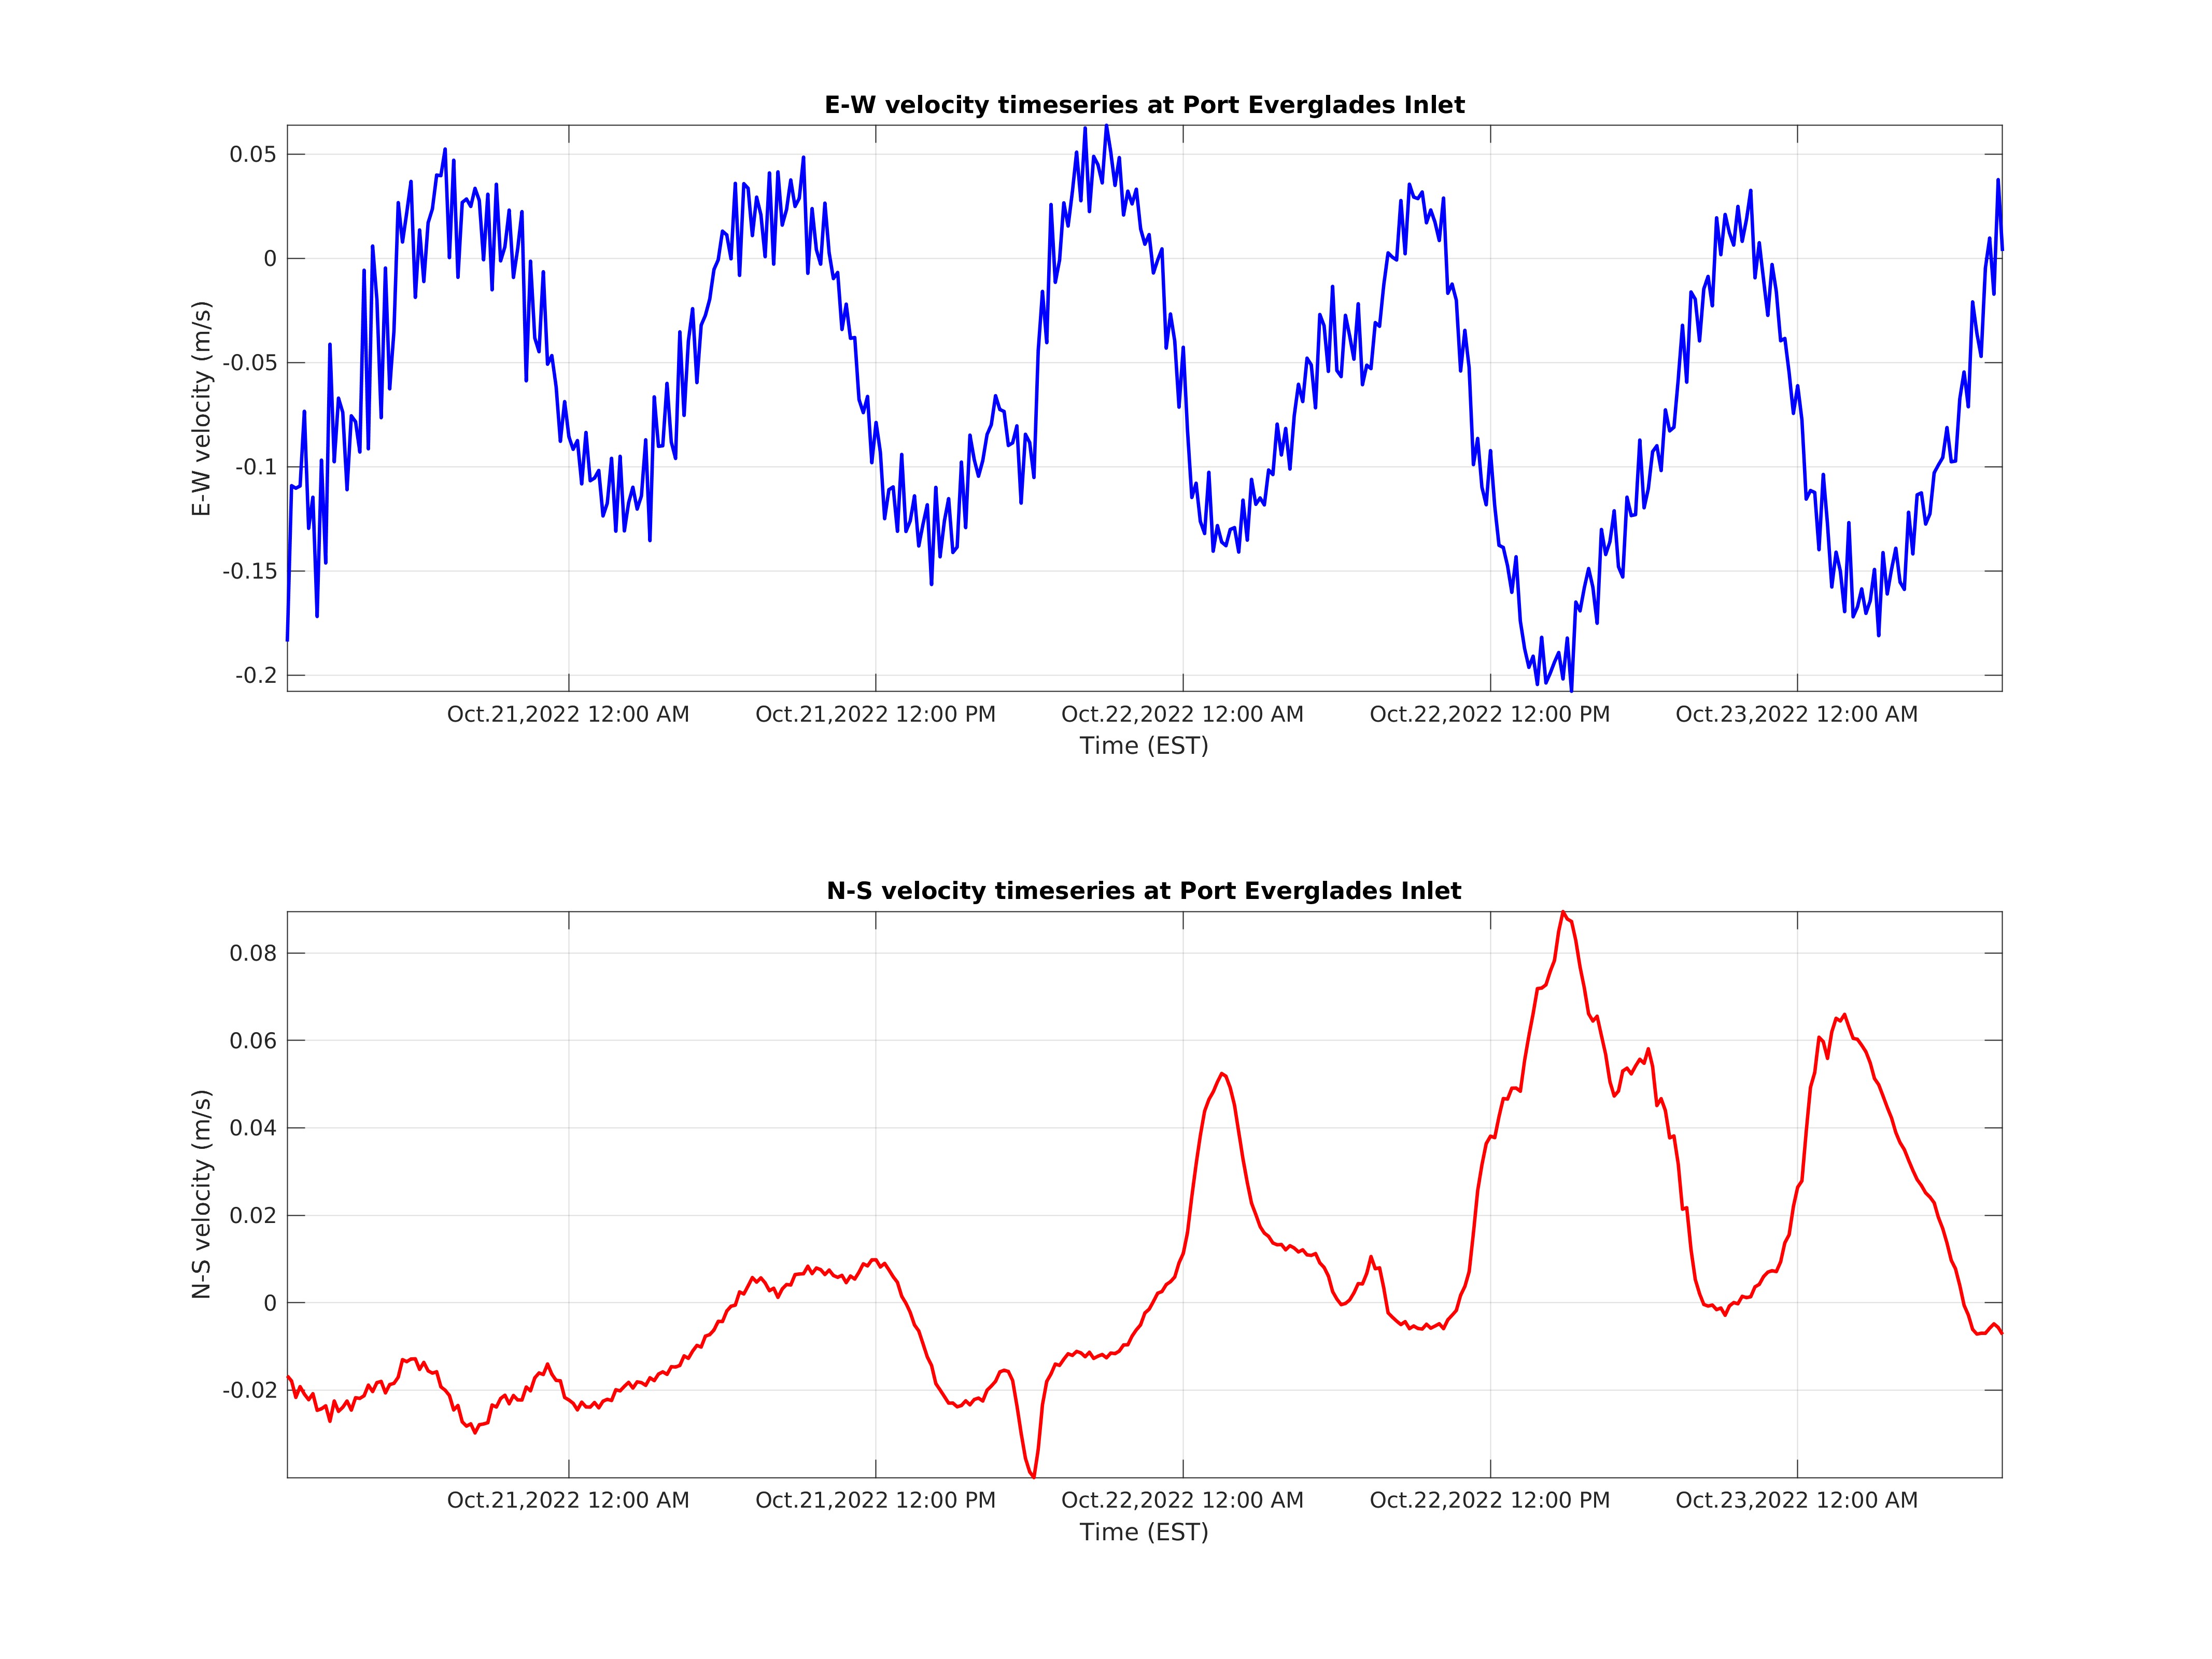 E-W velocity timeseries at Port Everglades Inlet
E-W velocity (m/s)
0.05
0
-0.05
-0.1
-0.15
-0.2
Oct.21,2022 12:00 AM
Oct.21,2022 12:00 PM
Oct.22,2022 12:00 AM
Oct.22,2022 12:00 PM
Oct.23,2022 12:00 AM
Time (EST)
N-S velocity timeseries at Port Everglades Inlet
N-S velocity (m/s)
0.08
0.06
0.04
0.02
0
-0.02
Oct.21,2022 12:00 AM
Oct.21,2022 12:00 PM
Oct.22,2022 12:00 AM
Oct.22,2022 12:00 PM
Oct.23,2022 12:00 AM
Time (EST)